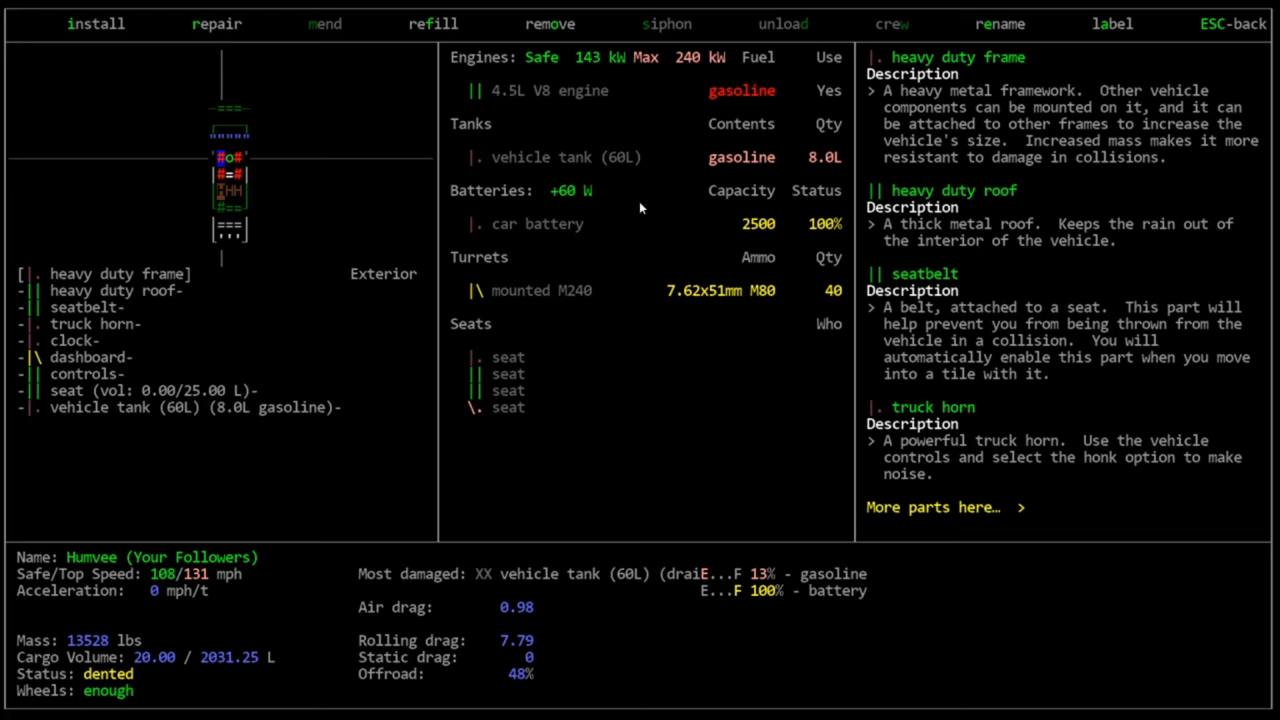 install repair mend refill remove siphon unload crew rename label ESC-back
[|. heavy duty frame] Exterior
-|| heavy duty roof-
-|| seatbelt-
-|. truck horn-
-|. clock-
-|\ dashboard-
-|| controls-
-|| seat (vol: 0.00/25.00 L)-
-|. vehicle tank (60L) (8.0L gasoline)-
Engines: Safe 143 kW Max 240 kW Fuel Use
|| 4.5L V8 engine gasoline Yes
Tanks Contents Qty
|. vehicle tank (60L) gasoline 8.0L
Batteries: +60 W Capacity Status
|. car battery 2500 100%
Turrets Ammo Qty
|\ mounted M240 7.62x51mm M80 40
Seats Who
|. seat
|| seat
|| seat
\. seat
|. heavy duty frame
Description
> A heavy metal framework. Other vehicle
components can be mounted on it, and it can
be attached to other frames to increase the
vehicle's size. Increased mass makes it more
resistant to damage in collisions.
|| heavy duty roof
Description
> A thick metal roof. Keeps the rain out of
the interior of the vehicle.
|| seatbelt
Description
> A belt, attached to a seat. This part will
help prevent you from being thrown from the
vehicle in a collision. You will
automatically enable this part when you move
into a tile with it.
|. truck horn
Description
> A powerful truck horn. Use the vehicle
controls and select the honk option to make
noise.
More parts here… >
Name: Humvee (Your Followers)
Safe/Top Speed: 108/131 mph Most damaged: XX vehicle tank (60L) (draiE...F 13% - gasoline
Acceleration: 0 mph/t E...F 100% - battery
Air drag: 0.98
Mass: 13528 lbs Rolling drag: 7.79
Cargo Volume: 20.00 / 2031.25 L Static drag: 0
Status: dented Offroad: 48%
Wheels: enough